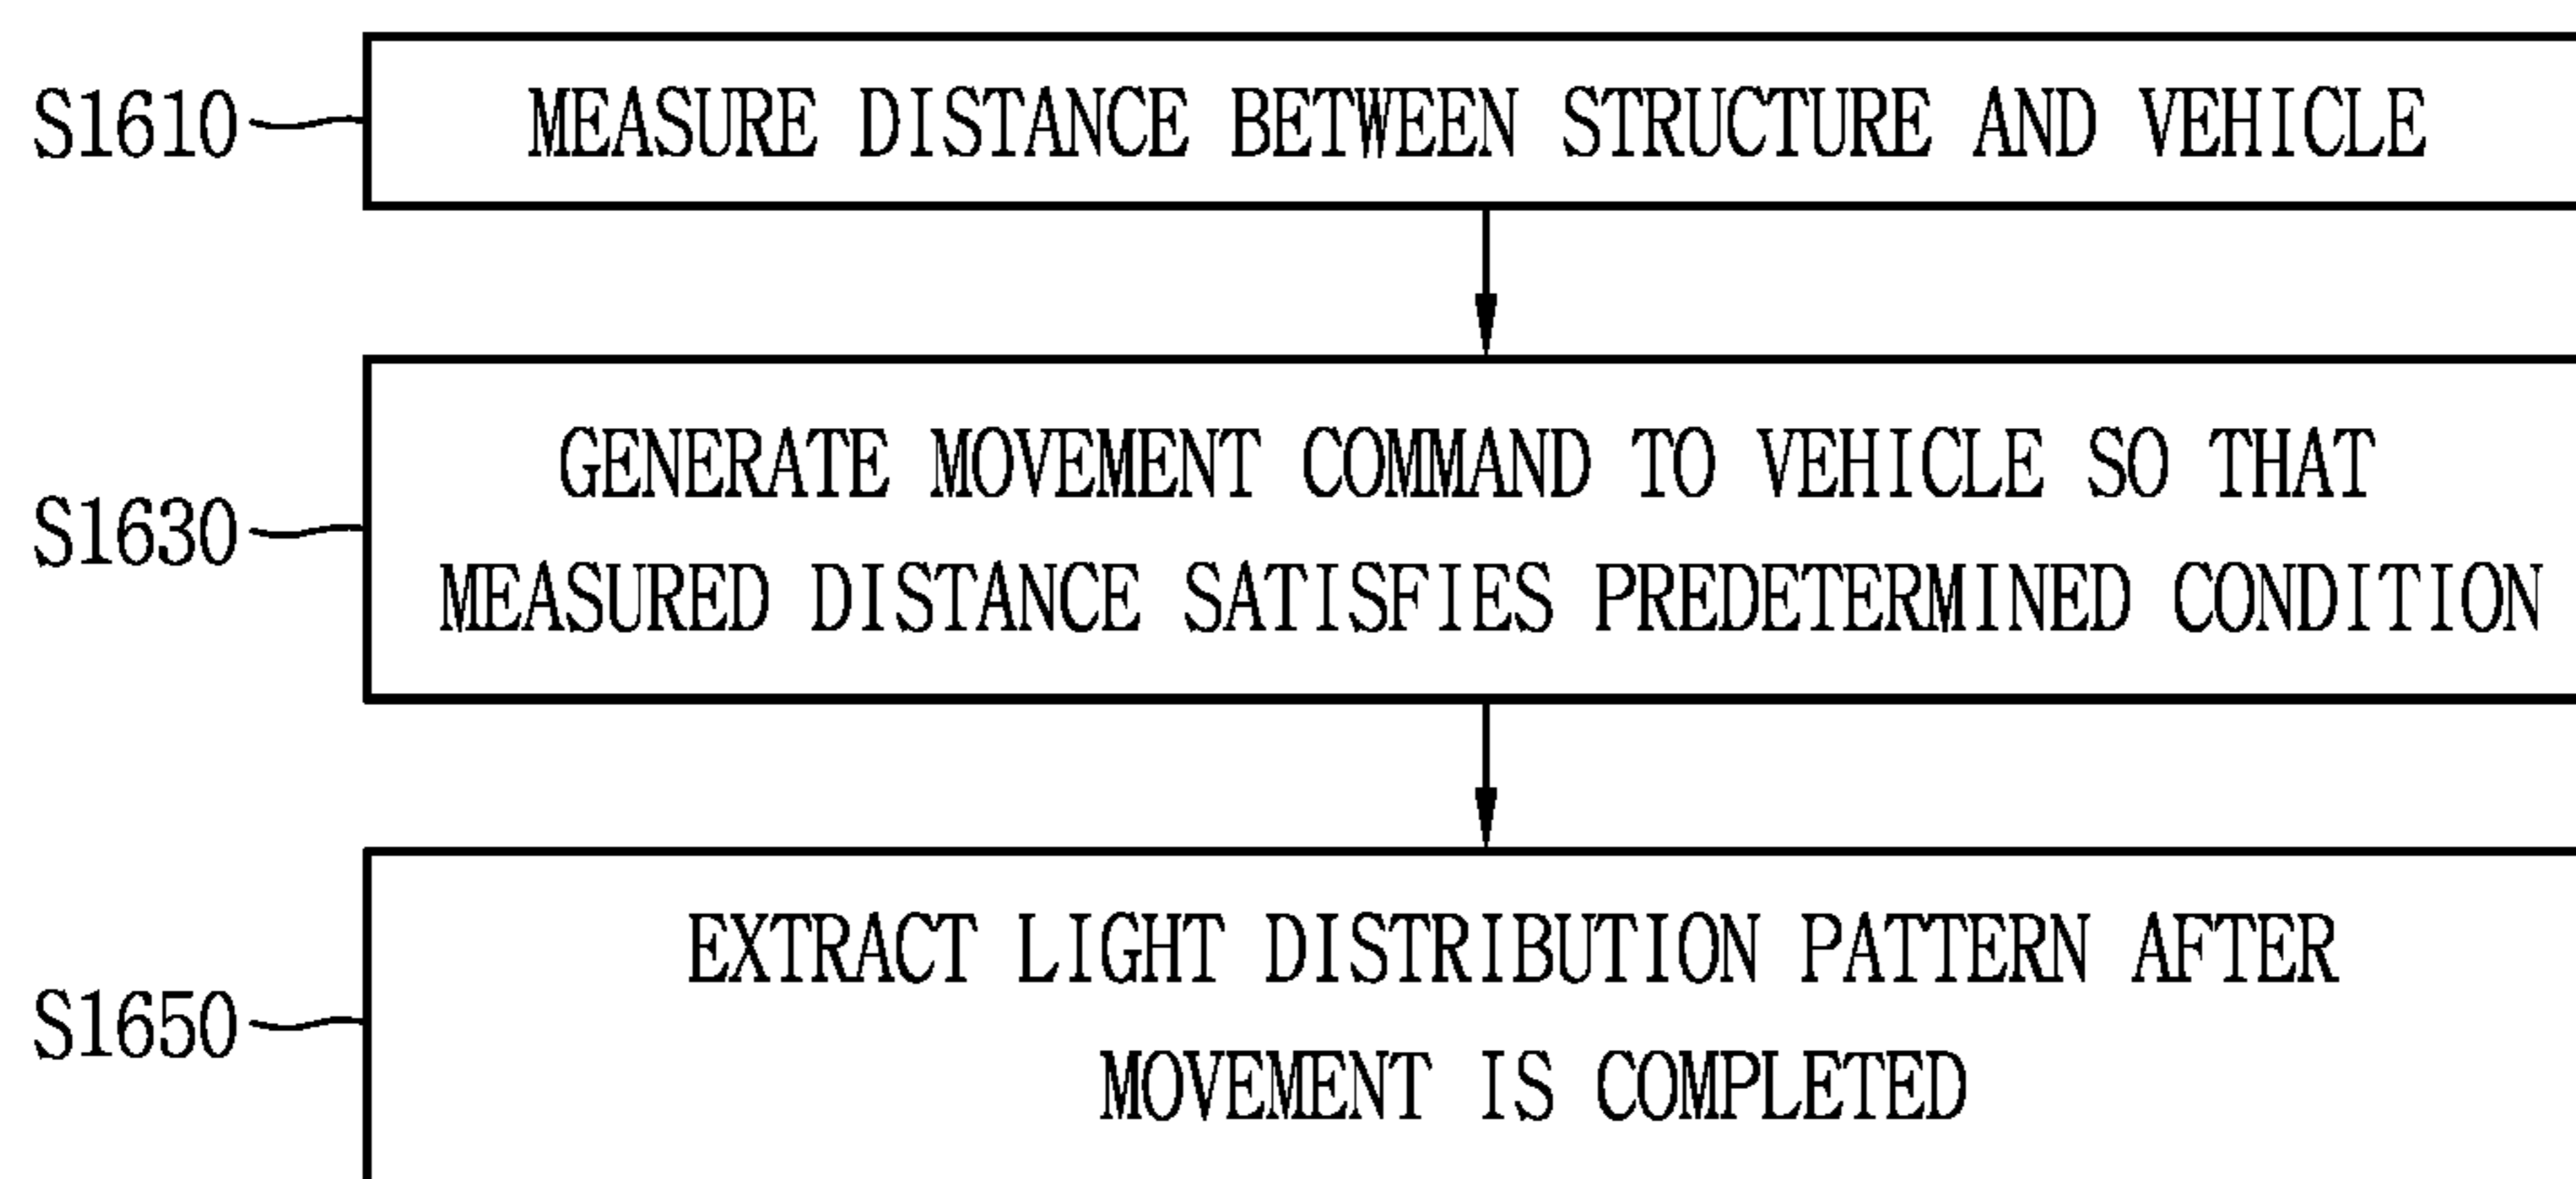 S1610
MEASURE DISTANCE BETWEEN STRUCTURE AND VEHICLE
S1630
GENERATE MOVEMENT COMMAND TO VEHICLE SO THAT
MEASURED DISTANCE SATISFIES PREDETERMINED CONDITION
S1650
EXTRACT LIGHT DISTRIBUTION PATTERN AFTER
MOVEMENT IS COMPLETED